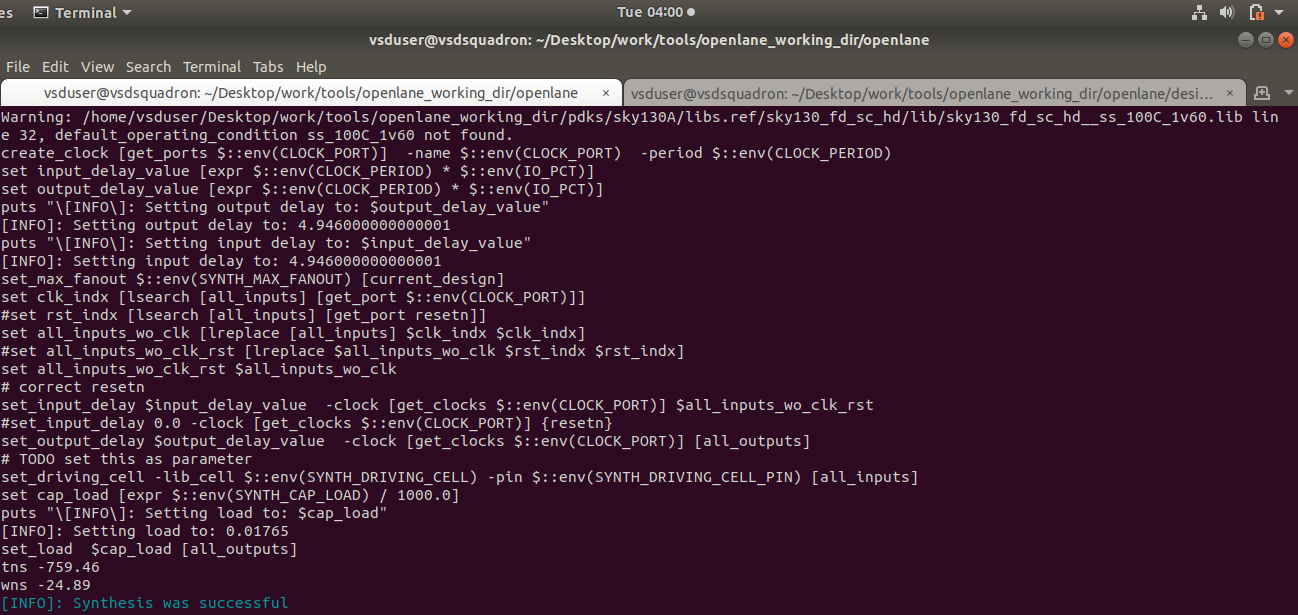 es Terminal Tue 04:00
vsduser@vsdsquadron: ~/Desktop/work/tools/openlane_working_dir/openlane
File Edit View Search Terminal Tabs Help
vsduser@vsdsquadron: ~/Desktop/work/tools/openlane_working_dir/openlane × vsduser@vsdsquadron: ~/Desktop/work/tools/openlane_working_dir/openlane/desi... ×
Warning: /home/vsduser/Desktop/work/tools/openlane_working_dir/pdks/sky130A/libs.ref/sky130_fd_sc_hd/lib/sky130_fd_sc_hd__ss_100C_1v60.lib lin
e 32, default_operating_condition ss_100C_1v60 not found.
create_clock [get_ports $::env(CLOCK_PORT)]  -name $::env(CLOCK_PORT)  -period $::env(CLOCK_PERIOD)
set input_delay_value [expr $::env(CLOCK_PERIOD) * $::env(IO_PCT)]
set output_delay_value [expr $::env(CLOCK_PERIOD) * $::env(IO_PCT)]
puts "\[INFO\]: Setting output delay to: $output_delay_value"
[INFO]: Setting output delay to: 4.946000000000001
puts "\[INFO\]: Setting input delay to: $input_delay_value"
[INFO]: Setting input delay to: 4.946000000000001
set_max_fanout $::env(SYNTH_MAX_FANOUT) [current_design]
set clk_indx [lsearch [all_inputs] [get_port $::env(CLOCK_PORT)]]
#set rst_indx [lsearch [all_inputs] [get_port resetn]]
set all_inputs_wo_clk [lreplace [all_inputs] $clk_indx $clk_indx]
#set all_inputs_wo_clk_rst [lreplace $all_inputs_wo_clk $rst_indx $rst_indx]
set all_inputs_wo_clk_rst $all_inputs_wo_clk
# correct resetn
set_input_delay $input_delay_value  -clock [get_clocks $::env(CLOCK_PORT)] $all_inputs_wo_clk_rst
#set_input_delay 0.0 -clock [get_clocks $::env(CLOCK_PORT)] {resetn}
set_output_delay $output_delay_value  -clock [get_clocks $::env(CLOCK_PORT)] [all_outputs]
# TODO set this as parameter
set_driving_cell -lib_cell $::env(SYNTH_DRIVING_CELL) -pin $::env(SYNTH_DRIVING_CELL_PIN) [all_inputs]
set cap_load [expr $::env(SYNTH_CAP_LOAD) / 1000.0]
puts "\[INFO\]: Setting load to: $cap_load"
[INFO]: Setting load to: 0.01765
set_load  $cap_load [all_outputs]
tns -759.46
wns -24.89
[INFO]: Synthesis was successful